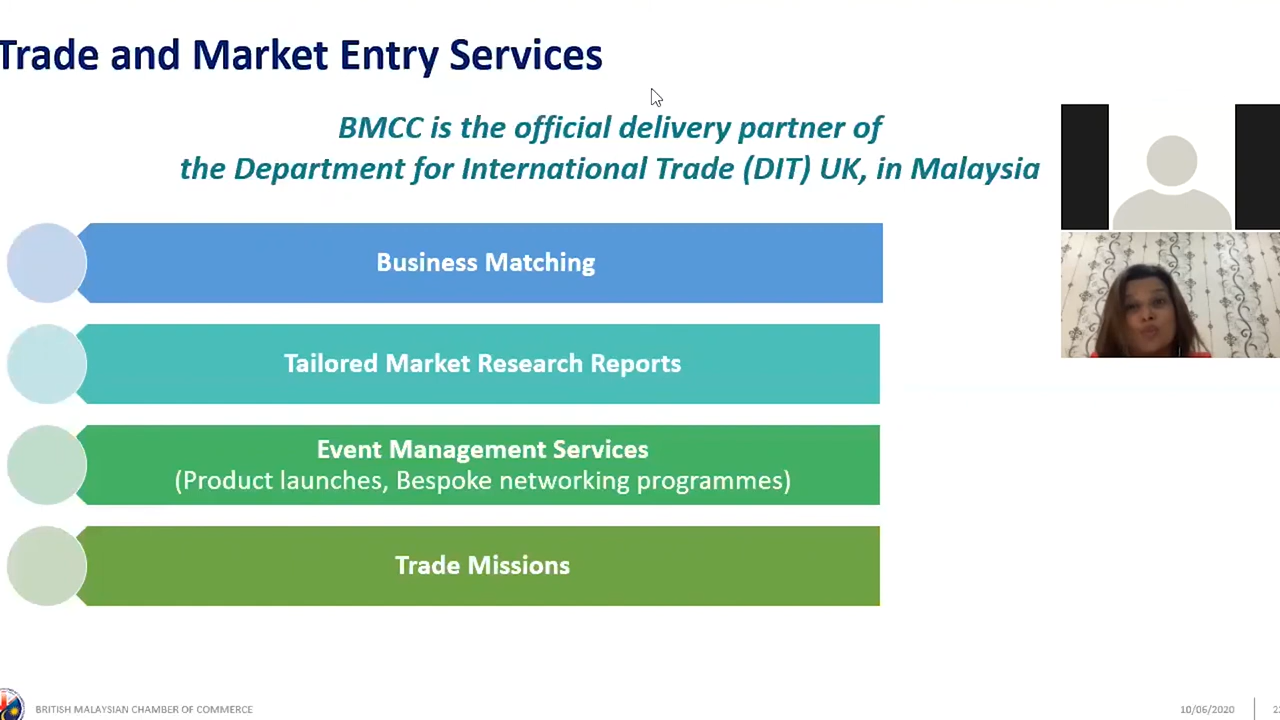 Trade and Market Entry Services
BMCC is the official delivery partner of
the Department for International Trade (DIT) UK, in Malaysia
Business Matching
Tailored Market Research Reports
Event Management Services
(Product launches, Bespoke networking programmes)
Trade Missions
BRITISH MALAYSIAN CHAMBER OF COMMERCE
10/06/2020